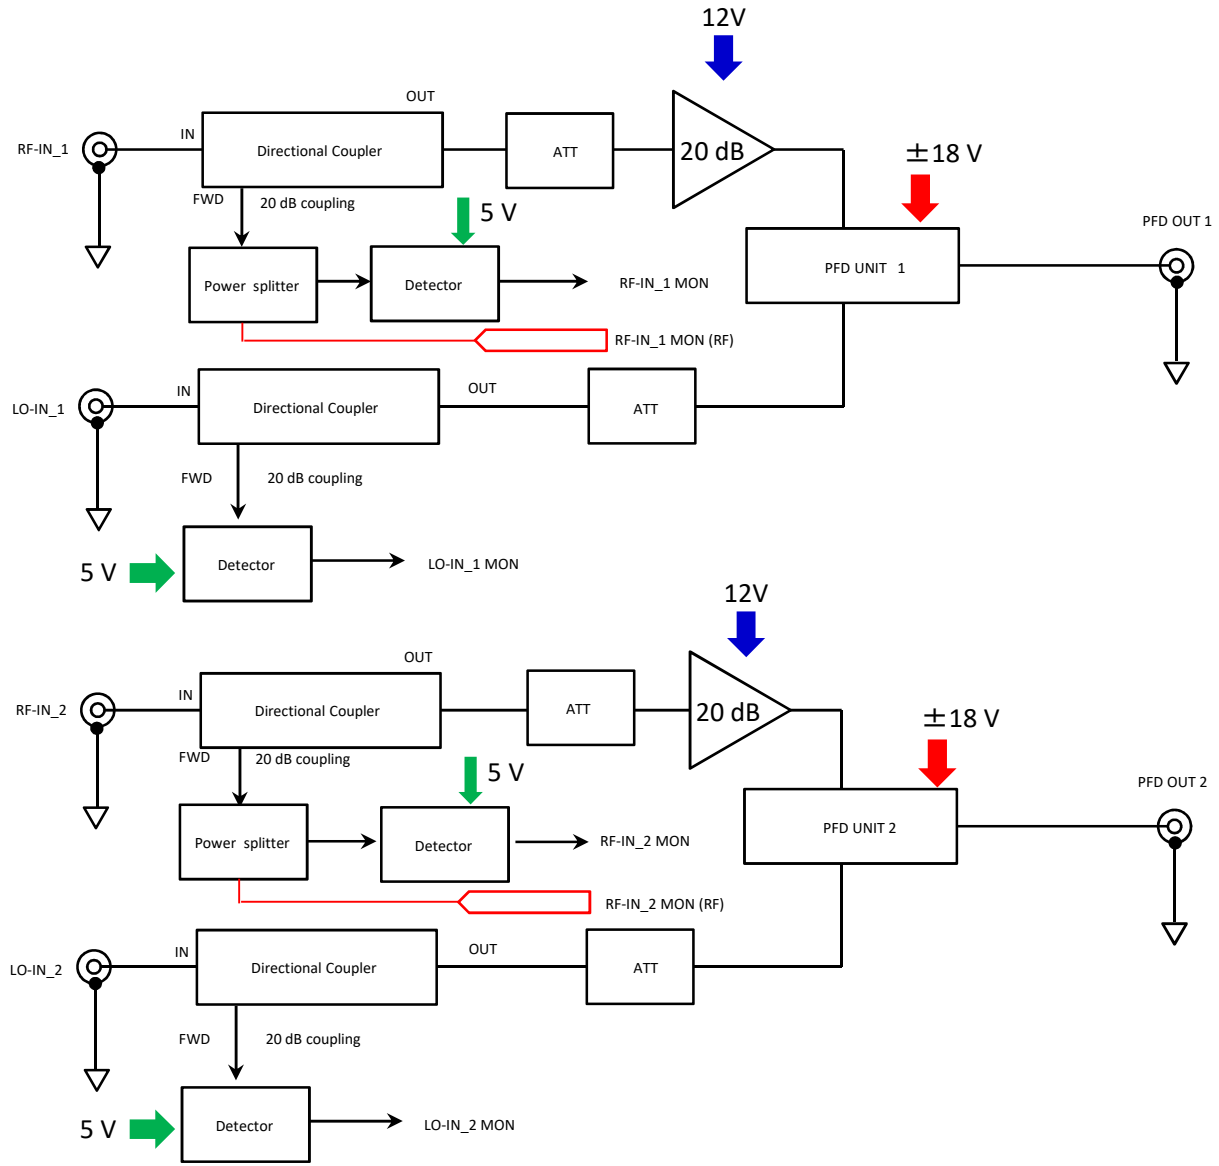 12V
OUT
RF-IN_1
IN
Directional Coupler
ATT
20 dB
±18 V
FWD
20 dB coupling
5 V
PFD OUT 1
Power splitter
Detector
RF-IN_1 MON
PFD UNIT 1
RF-IN_1 MON (RF)
LO-IN_1
IN
Directional Coupler
OUT
ATT
FWD
20 dB coupling
5 V
Detector
LO-IN_1 MON
12V
OUT
RF-IN_2
IN
Directional Coupler
ATT
20 dB
±18 V
FWD
20 dB coupling
5 V
PFD OUT 2
Power splitter
Detector
RF-IN_2 MON
PFD UNIT 2
RF-IN_2 MON (RF)
LO-IN_2
IN
Directional Coupler
OUT
ATT
FWD
20 dB coupling
5 V
Detector
LO-IN_2 MON